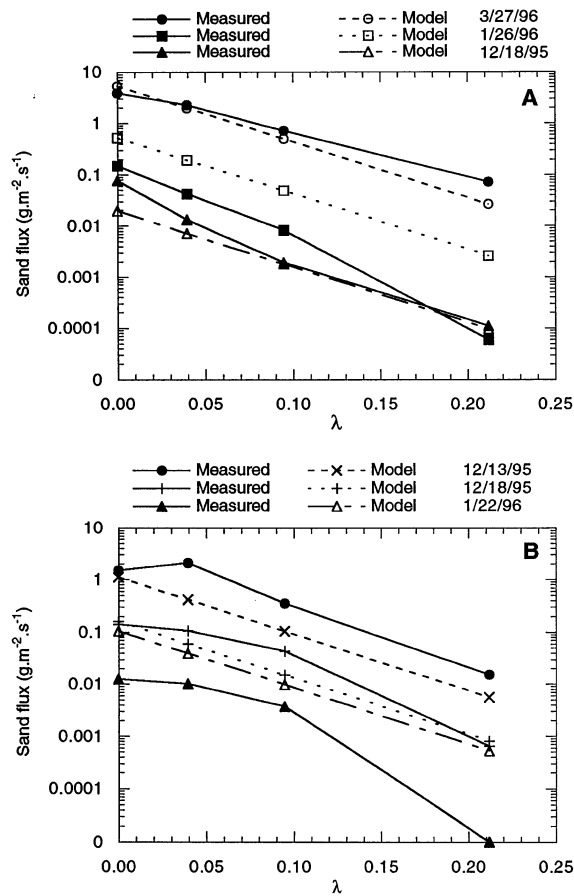 Measured Model 3/27/96
Measured Model 1/26/96
Measured Model 12/18/95
A
10
1
0.1
0.01
0.001
0.0001
0
Sand flux (g.m-2.s-1)
0.00 0.05 0.10 0.15 0.20 0.25
λ
Measured Model 12/13/95
Measured Model 12/18/95
Measured Model 1/22/96
B
10
1
0.1
0.01
0.001
0.0001
0
Sand flux (g.m-2.s-1)
0.00 0.05 0.10 0.15 0.20 0.25
λ